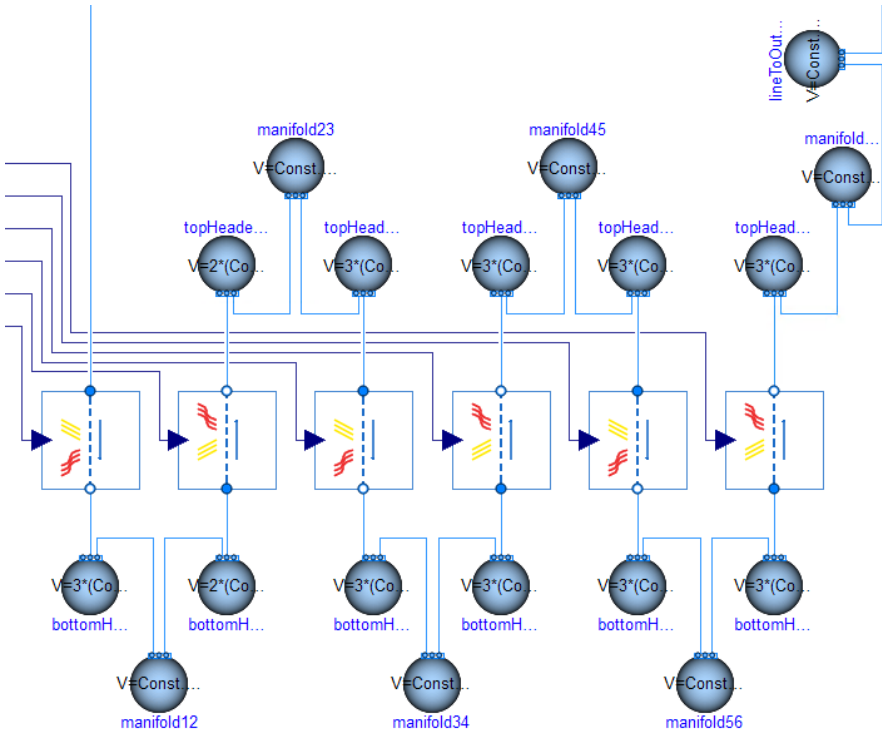 lineToOut...
V=Const....
manifold23
V=Const....
manifold45
V=Const....
manifold...
V=Const....
topHeade...
V=2*(Co...
topHead...
V=3*(Co...
topHead...
V=3*(Co...
topHead...
V=3*(Co...
topHead...
V=3*(Co...
V=3*(Co...
bottomH...
V=2*(Co...
bottomH...
V=3*(Co...
bottomH...
V=3*(Co...
bottomH...
V=3*(Co...
bottomH...
V=3*(Co...
bottomH...
V=Const....
manifold12
V=Const....
manifold34
V=Const....
manifold56